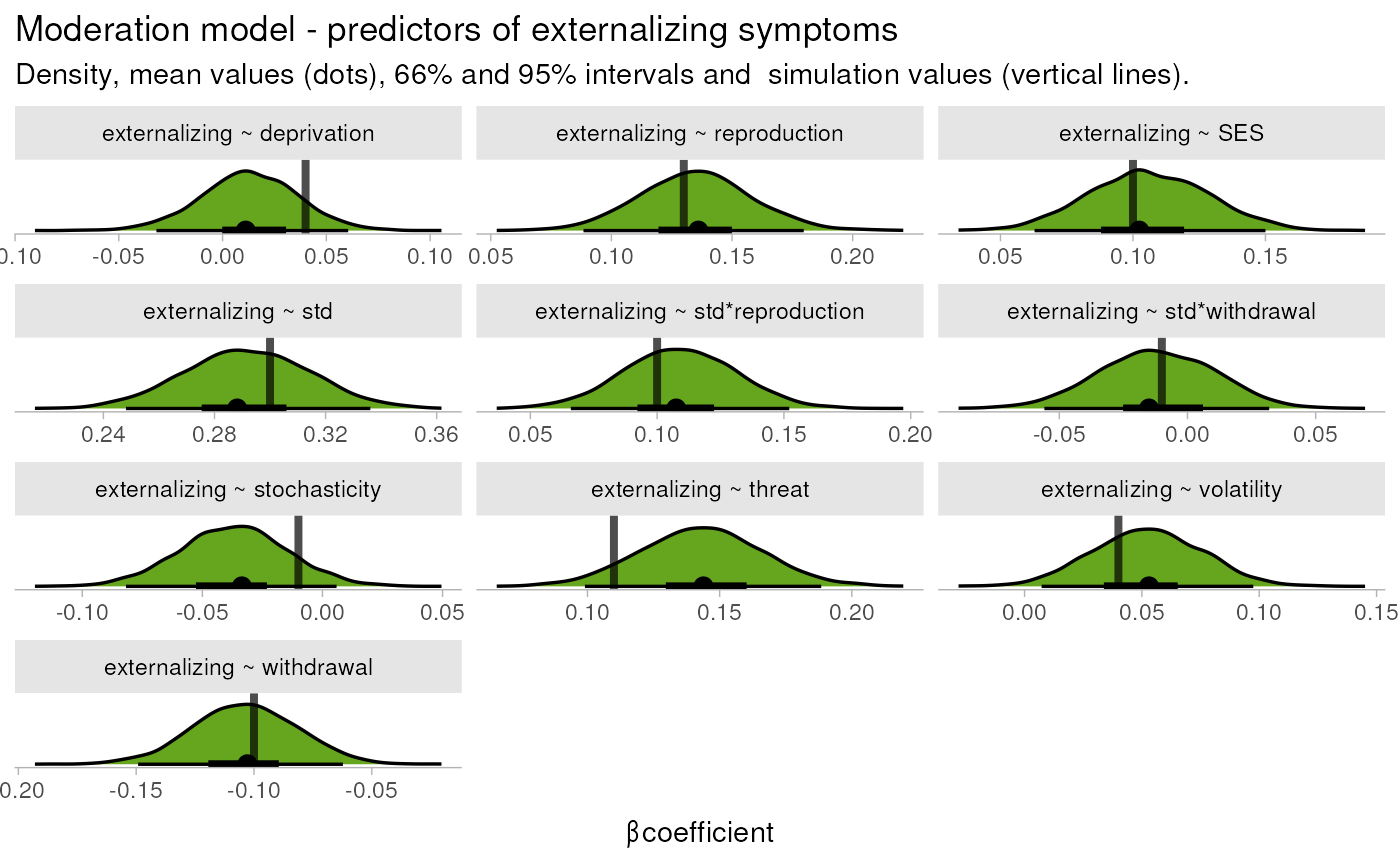 Moderation model - predictors of externalizing symptoms
Density, mean values (dots), 66% and 95% intervals and  simulation values (vertical lines).
externalizing ~ deprivation externalizing ~ reproduction externalizing ~ SES
0.10 -0.05 0.00 0.05 0.10 0.05 0.10 0.15 0.20 0.05 0.10 0.15
externalizing ~ std externalizing ~ std*reproduction externalizing ~ std*withdrawal
0.24 0.28 0.32 0.36 0.05 0.10 0.15 0.20 -0.05 0.00 0.05
externalizing ~ stochasticity externalizing ~ threat externalizing ~ volatility
-0.10 -0.05 0.00 0.05 0.10 0.15 0.20 0.00 0.05 0.10 0.15
externalizing ~ withdrawal
0.20 -0.15 -0.10 -0.05
βcoefficient